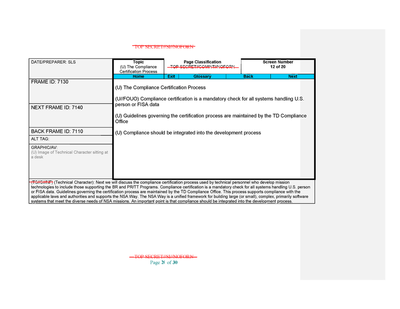 TOP SECRET//SI//NOFORN
DATE/PREPARER: SLS
Topic
(U) The Compliance
Certification Process
Page Classification
TOP SECRET//COMINT//NOFORN
Screen Number
12 of 26
Home Exit Glossary Back Next
FRAME ID: 7130
(U) The Compliance Certification Process
(U//FOUO) Compliance certification is a mandatory check for all systems handling U.S.
person or FISA data
NEXT FRAME ID: 7140
(U) Guidelines governing the certification process are maintained by the TD Compliance
Office
BACK FRAME ID: 7110
(U) Compliance should be integrated into the development process
ALT TAG:
GRAPHIC/AV:
(U) Image of Technical Character sitting at
a desk
(Technical Character): Next we will discuss the compliance certification process used by technical personnel who develop mission
technologies to include those supporting the BR and PR/TT Programs. Compliance certification is a mandatory check for all systems handling U.S. person
or FISA data. Guidelines governing the certification process are maintained by the TD Compliance Office. This process supports compliance with the
applicable laws and authorities and supports the NSA Way. The NSA Way is a unified framework for building large (or small), complex, primarily software
systems that meet the diverse needs of NSA missions. An important point is that compliance should be integrated into the development process.
TOP SECRET//SI//NOFORN
Page of